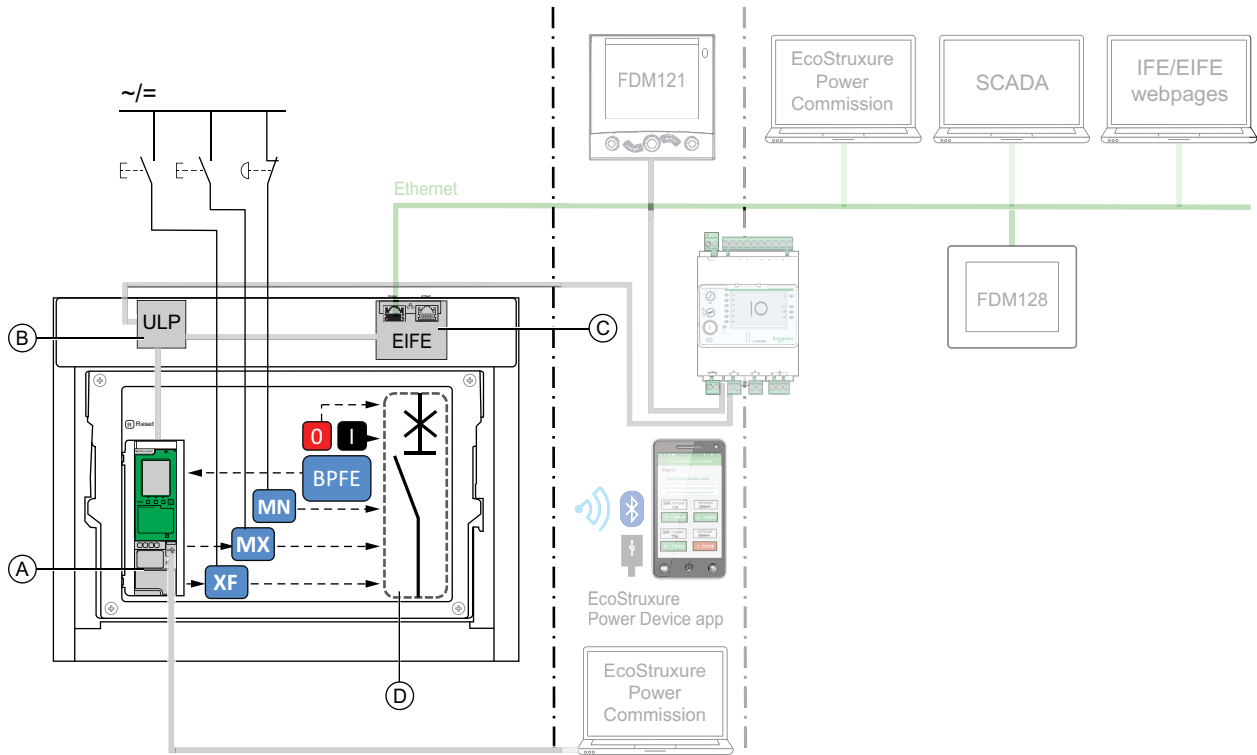 ~/=
FDM121
EcoStruxure
Power
Commission
SCADA
IFE/EIFE
webpages
Ethernet
FDM128
IO
B
ULP
EIFE
C
R Reset
0
I
BPFE
MN
MX
XF
A
D
EcoStruxure
Power Device app
EcoStruxure
Power
Commission